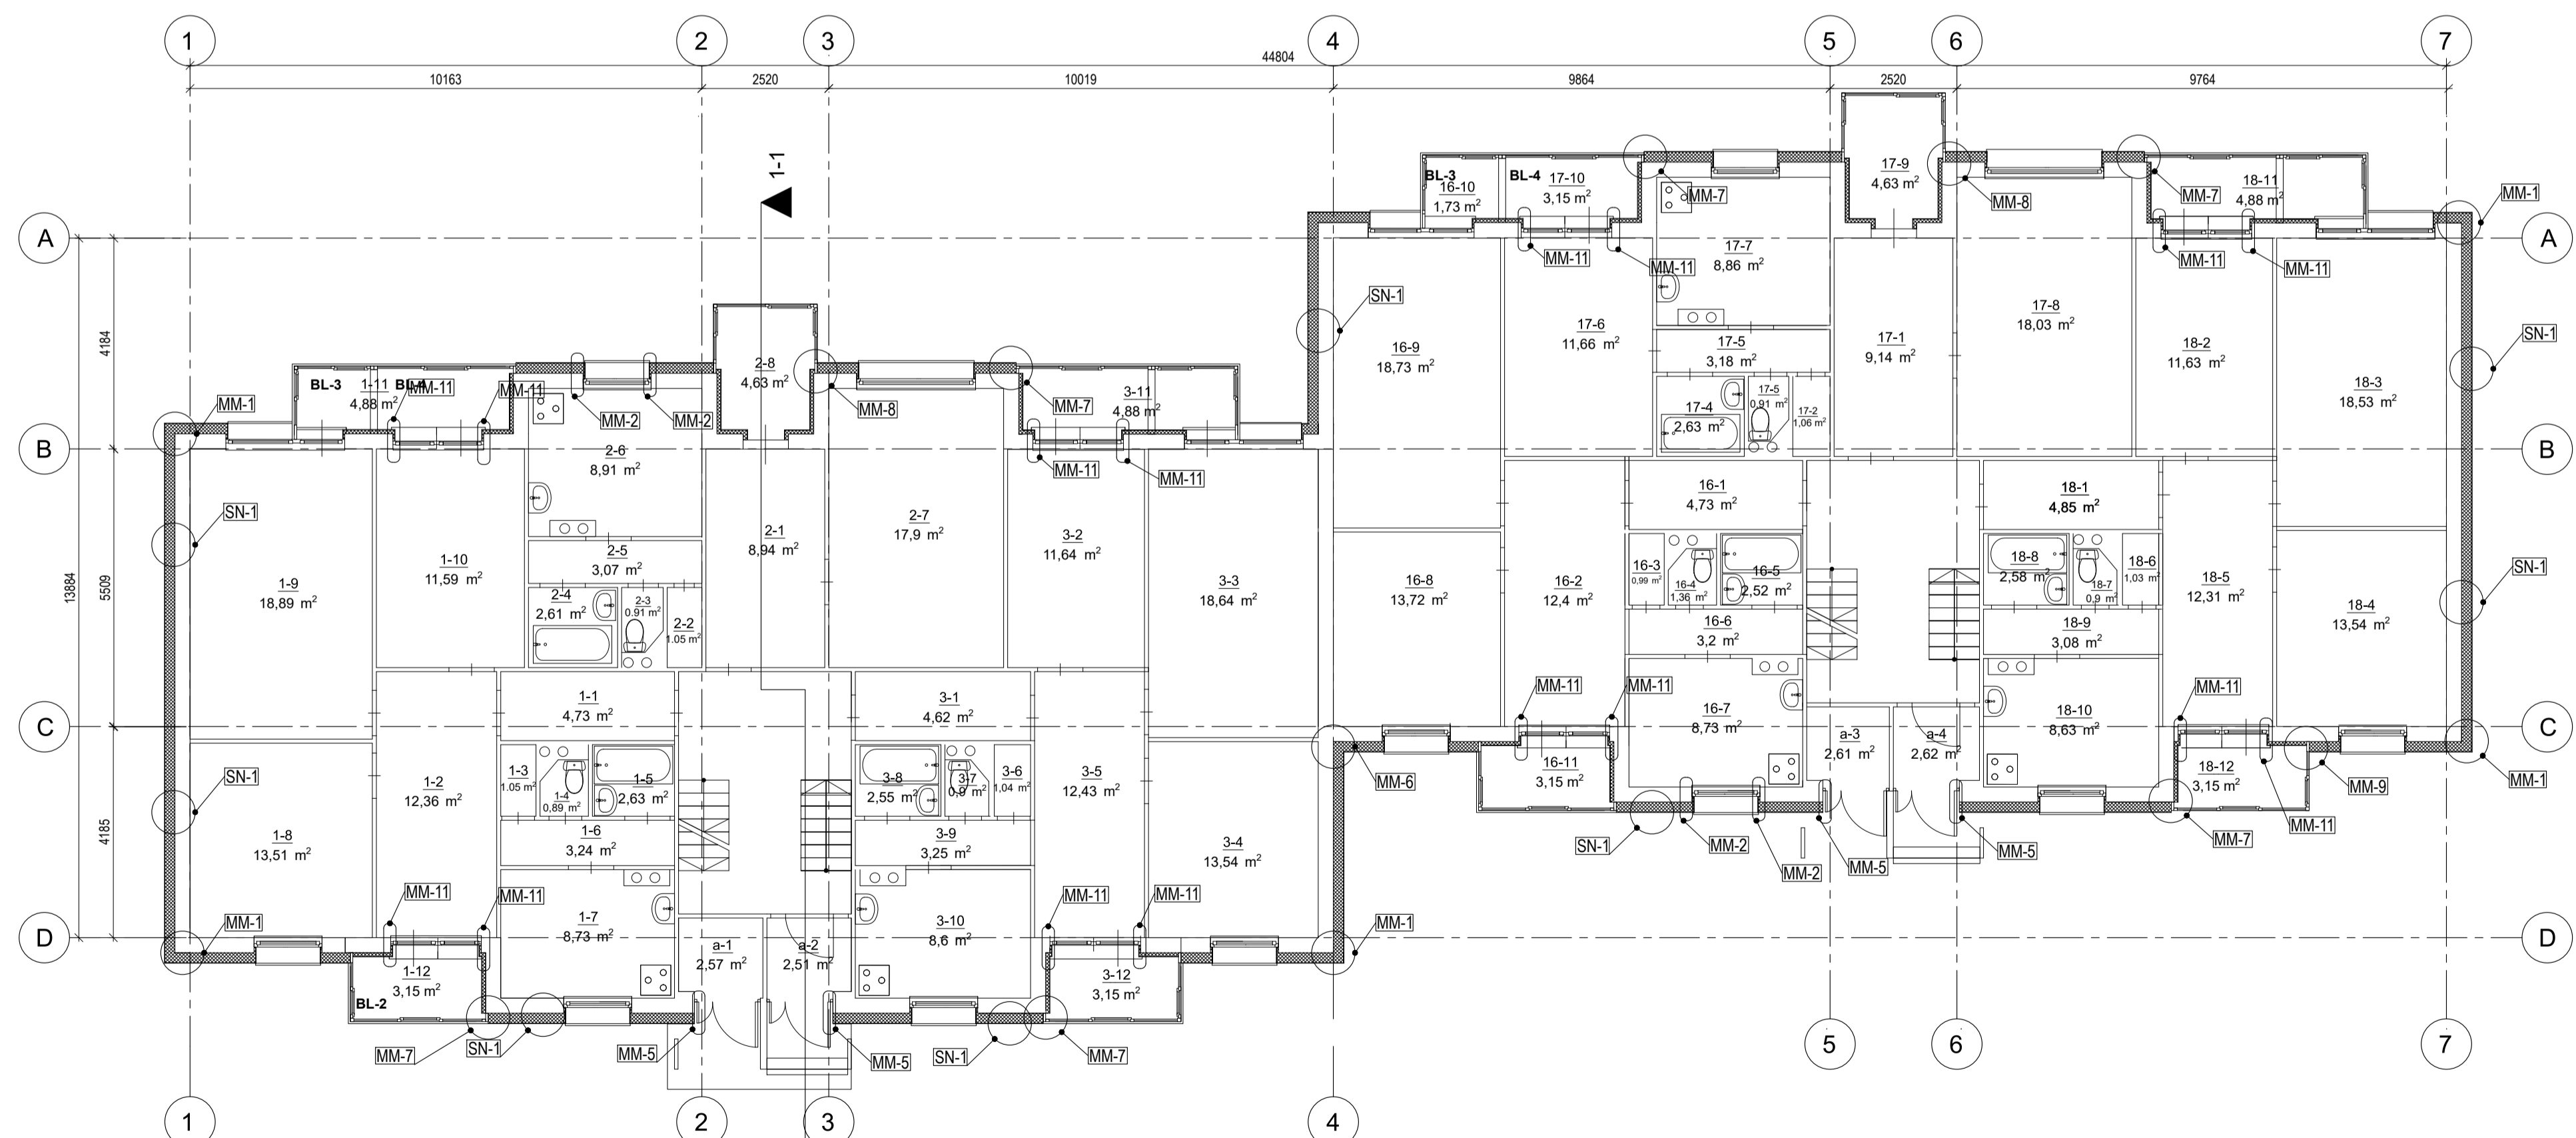 1
2
3
4
5
6
7
44804
10163
2520
10019
9864
2520
9764
1-1
A
B
C
D
A
B
C
D
13884
4184
5509
4185
BL-3
16-10
1,73 m²
BL-4
17-10
3,15 m²
MM-7
17-9
4,63 m²
MM-8
MM-7
18-11
4,88 m²
MM-1
MM-11
MM-11
17-7
8,86 m²
MM-11
MM-11
SN-1
16-9
18,73 m²
17-6
11,66 m²
17-5
3,18 m²
17-1
9,14 m²
17-8
18,03 m²
18-2
11,63 m²
SN-1
18-3
18,53 m²
17-4
2,63 m²
17-5
0,91 m²
17-2
1,06 m²
BL-3
1-11
4,88 m²
BL-4
MM-11
MM-11
MM-1
MM-2
MM-2
2-8
4,63 m²
MM-8
MM-7
3-11
4,88 m²
MM-11
MM-11
2-6
8,91 m²
SN-1
1-9
18,89 m²
1-10
11,59 m²
2-5
3,07 m²
2-4
2,61 m²
2-3
0.91 m²
2-2
1.05 m²
2-1
8,94 m²
2-7
17,9 m²
3-2
11,64 m²
3-3
18,64 m²
16-8
13,72 m²
16-2
12,4 m²
16-1
4,73 m²
16-3
0,99 m²
16-4
1,36 m²
16-5
2,52 m²
16-6
3,2 m²
18-1
4,85 m²
18-8
2,58 m²
18-7
0,9 m²
18-6
1,03 m²
18-9
3,08 m²
18-5
12,31 m²
18-4
13,54 m²
SN-1
MM-11
MM-11
16-7
8,73 m²
a-3
2,61 m²
a-4
2,62 m²
18-10
8,63 m²
MM-11
MM-6
16-11
3,15 m²
18-12
3,15 m²
MM-9
MM-1
MM-11
SN-1
MM-2
MM-2
MM-5
MM-5
MM-7
1-1
4,73 m²
3-1
4,62 m²
SN-1
1-2
12,36 m²
1-3
1.05 m²
1-4
0,89 m²
1-5
2,63 m²
1-6
3,24 m²
3-8
2,55 m²
3-7
0,9 m²
3-6
1,04 m²
3-9
3,25 m²
3-5
12,43 m²
3-4
13,54 m²
1-8
13,51 m²
MM-11
MM-11
MM-1
1-7
8,73 m²
a-1
2,57 m²
a-2
2,51 m²
3-10
8,6 m²
MM-11
MM-11
MM-1
1-12
3,15 m²
BL-2
3-12
3,15 m²
MM-7
SN-1
MM-5
MM-5
SN-1
MM-7
1
2
3
4
5
6
7